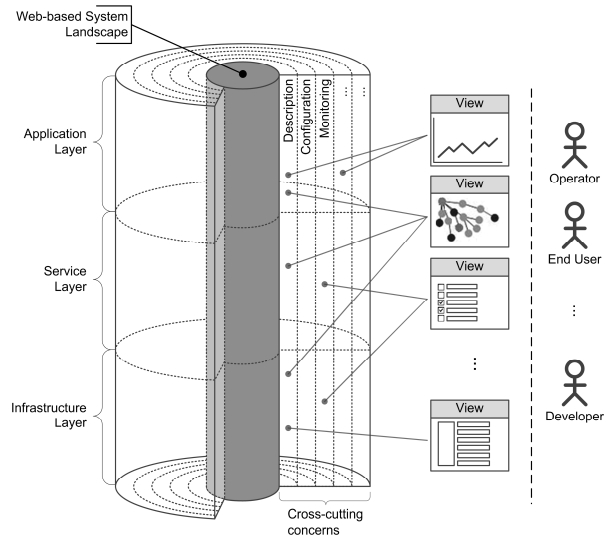 Web-based System
Landscape
Application
Layer
Service
Layer
Infrastructure
Layer
Description
Configuration
Monitoring
...
...
View
View
View
...
View
Operator
End User
...
Developer
Cross-cutting
concerns